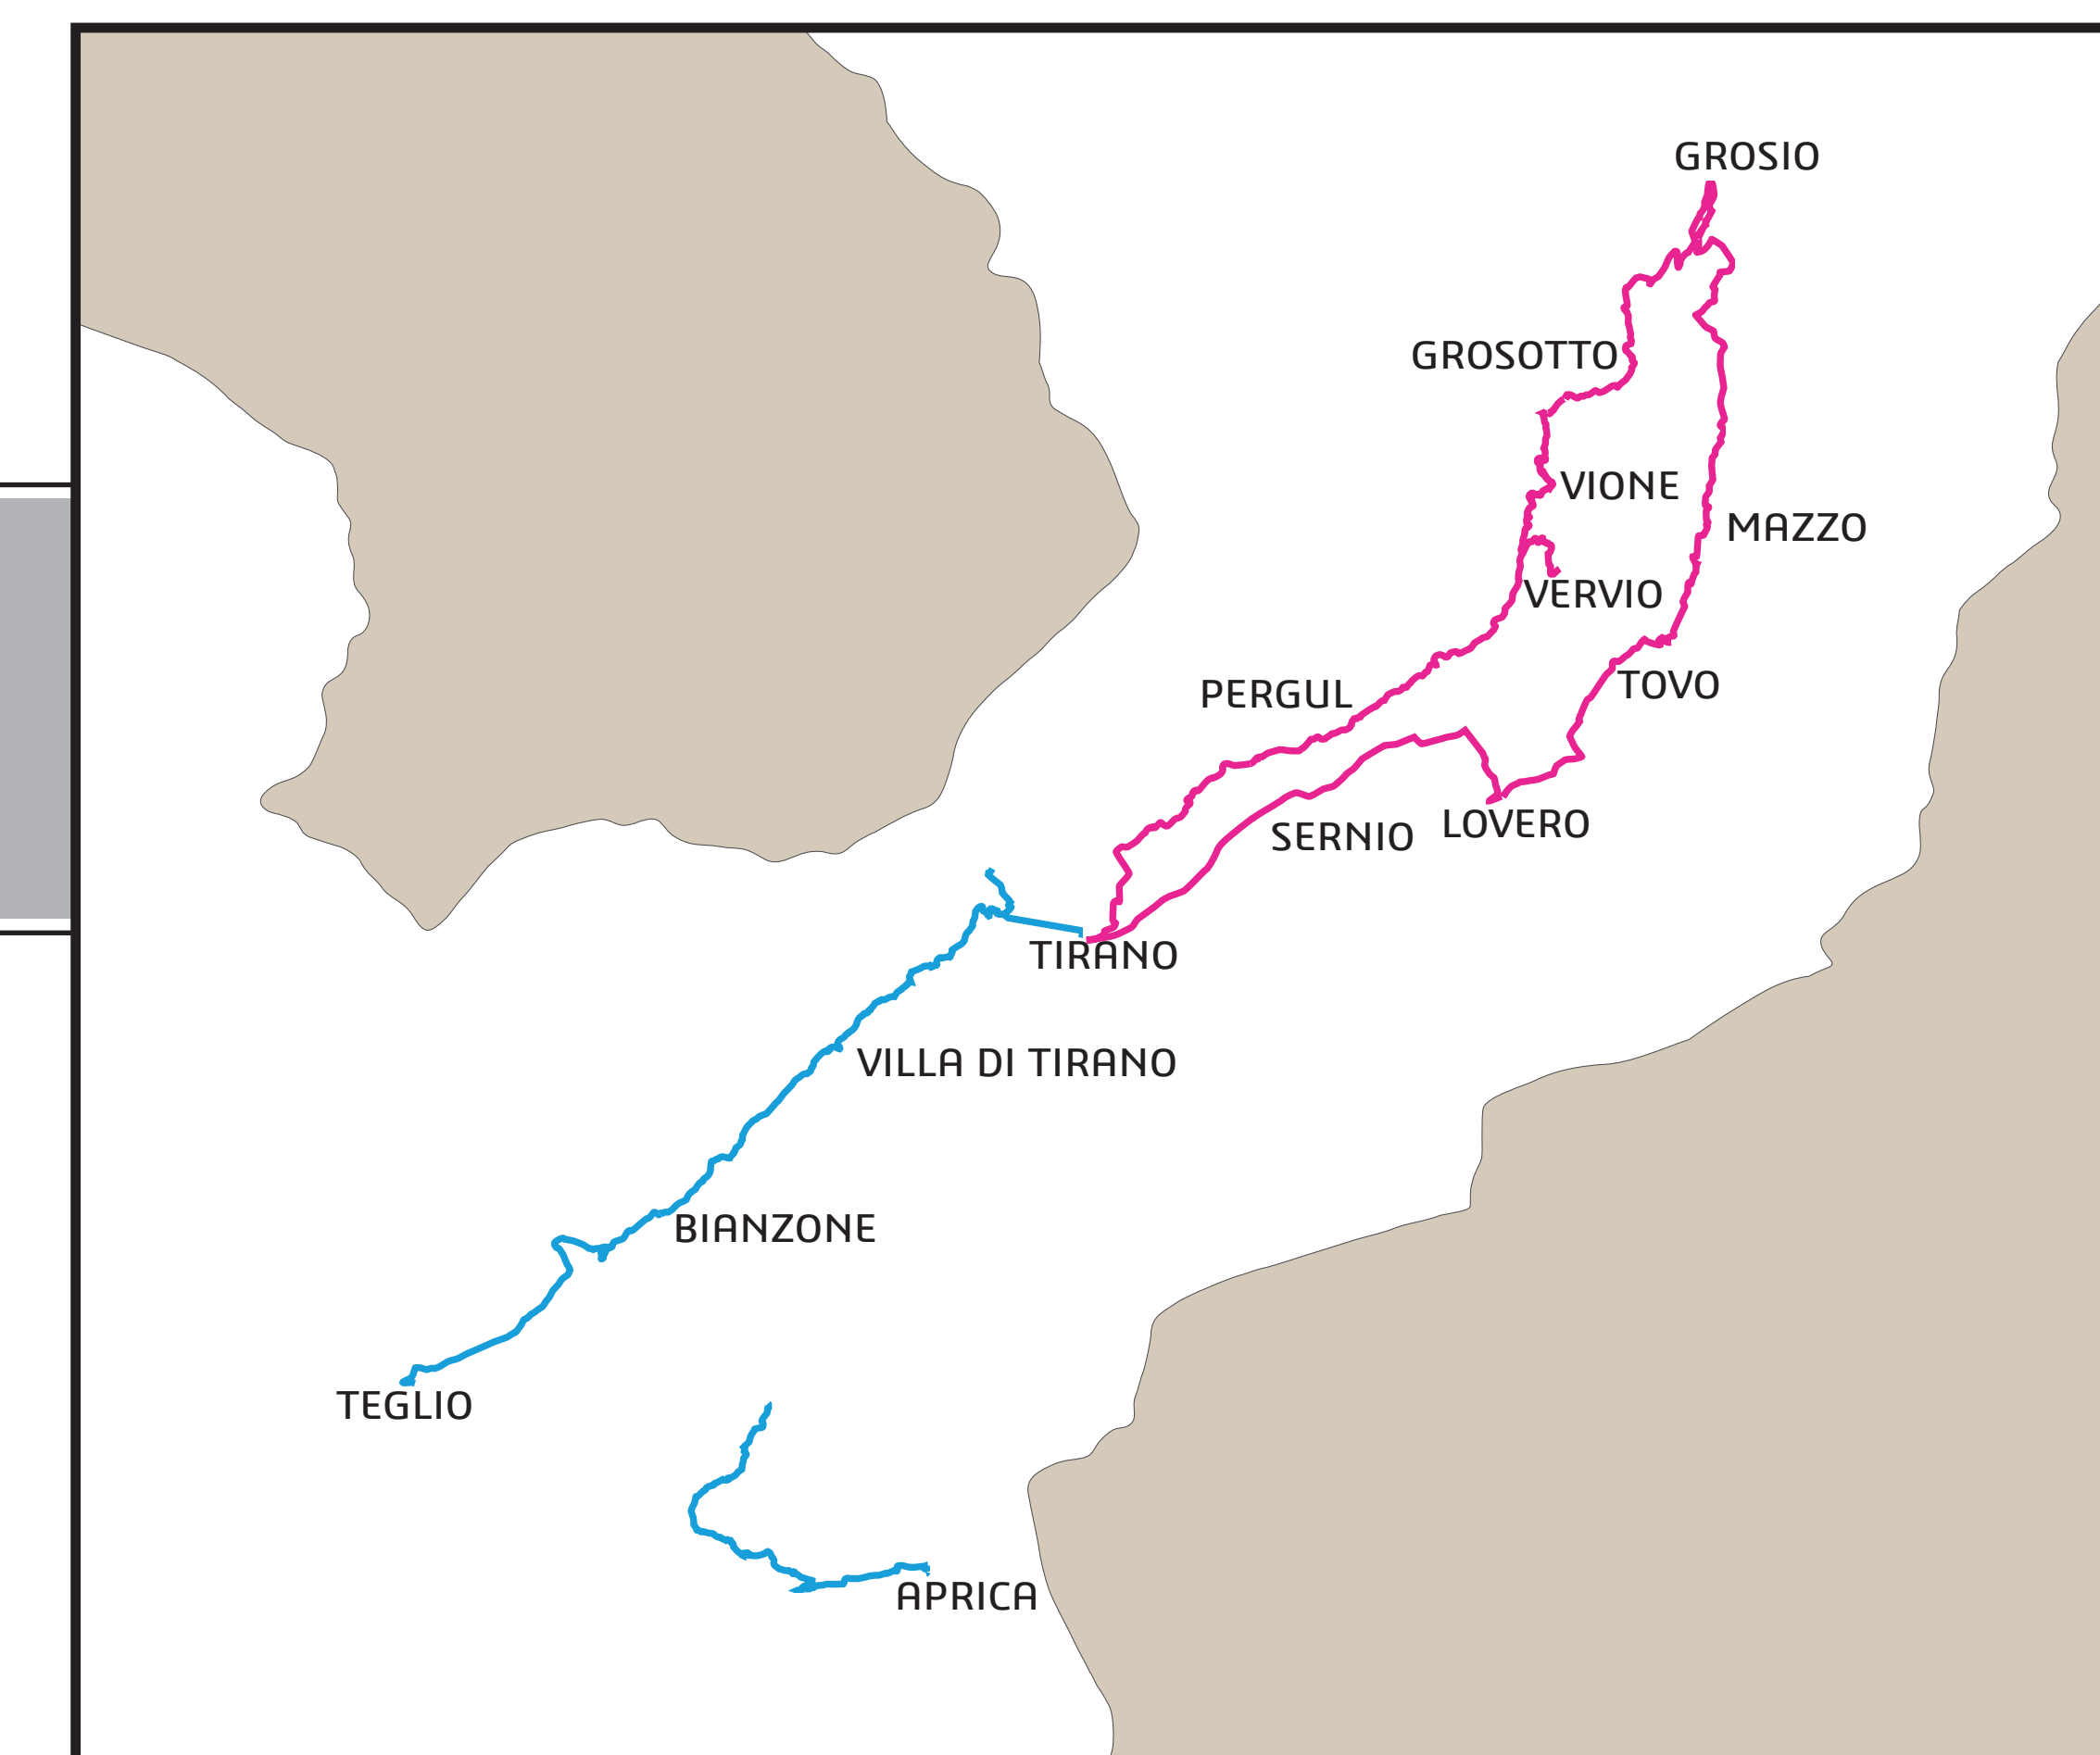 GROSIO
GROSOTTO
VIONE
MAZZO
VERVIO
TOVO
PERGUL
LOVERO
SERNIO
TIRANO
VILLA DI TIRANO
BIANZONE
TEGLIO
APRICA